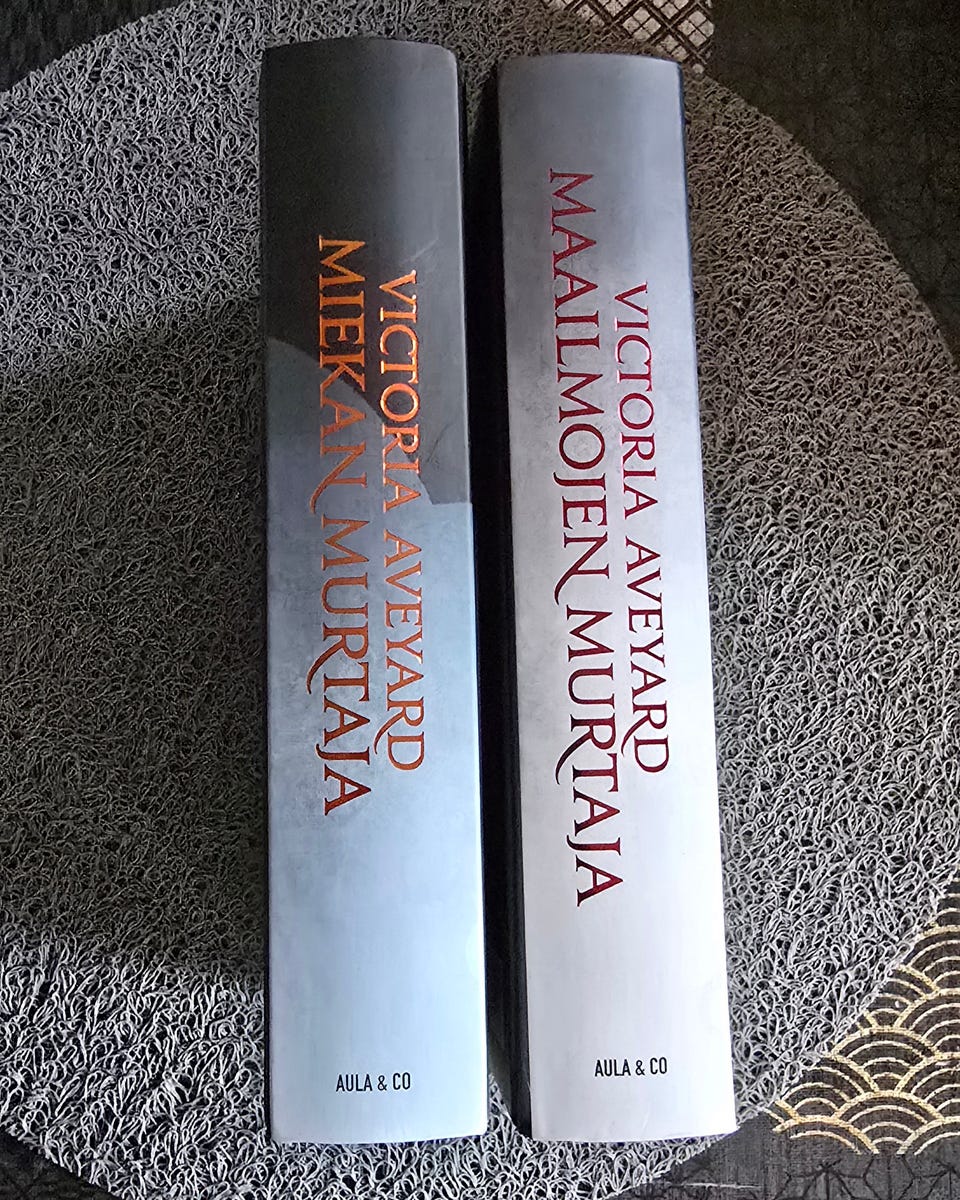 VICTORIA AVEYARD
MIEKAN MURTAJA
AULA & CO
VICTORIA AVEYARD
MAAILMOJEN MURTAJA
AULA & CO